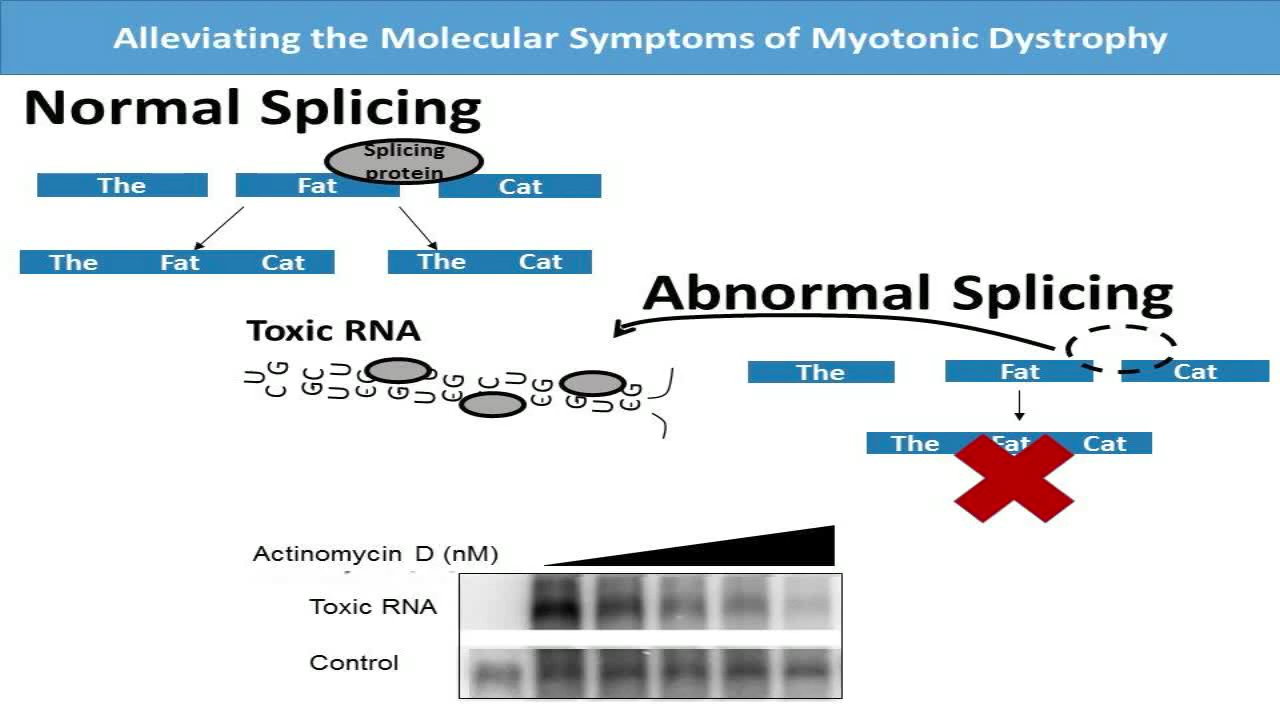 Alleviating the Molecular Symptoms of Myotonic Dystrophy
Normal Splicing
Splicing
protein
The Fat Cat
The Fat Cat The Cat
Abnormal Splicing
Toxic RNA
The Fat Cat
U C G G C U U C G G U G C U C G G U C G
The Fat Cat
Actinomycin D (nM)
Toxic RNA
Control